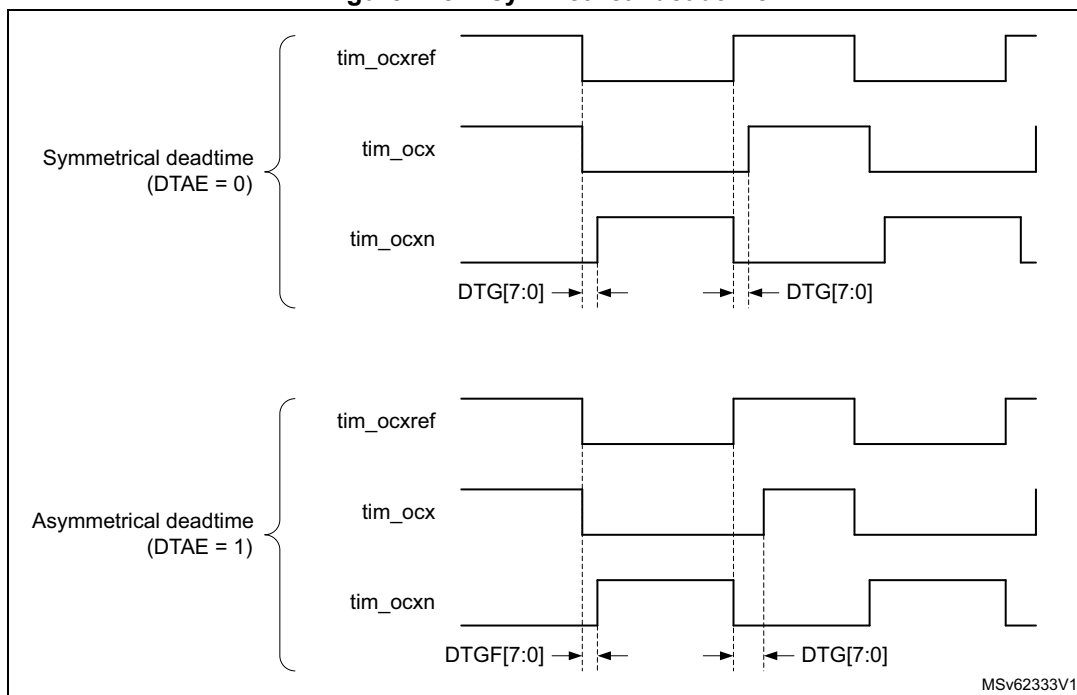 tim_ocxref
tim_ocx
Symmetrical deadtime
(DTAE = 0)
tim_ocxn
DTG[7:0]
DTG[7:0]
tim_ocxref
tim_ocx
Asymmetrical deadtime
(DTAE = 1)
tim_ocxn
DTGF[7:0]
DTG[7:0]
MSv62333V1